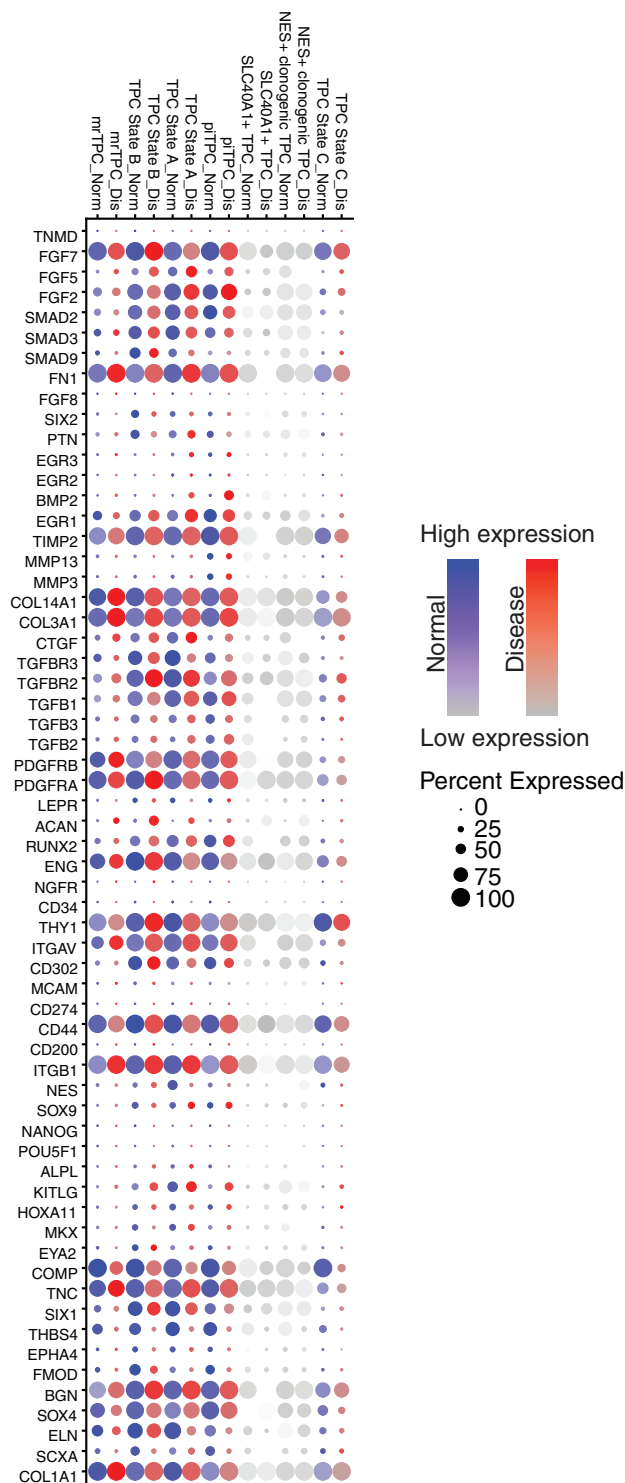 mrTPC_Norm
mrTPC_Dis
TPC State B_Norm
TPC State B_Dis
TPC State A_Norm
TPC State A_Dis
piTPC_Norm
piTPC_Dis
SLC40A1+ TPC_Norm
SLC40A1+ TPC_Dis
NES+ clonogenic TPC_Norm
NES+ clonogenic TPC_Dis
TPC State C_Norm
TPC State C_Dis
TNMD
FGF7
FGF5
FGF2
SMAD2
SMAD3
SMAD9
FN1
FGF8
SIX2
PTN
EGR3
EGR2
BMP2
EGR1
TIMP2
MMP13
MMP3
COL14A1
COL3A1
CTGF
TGFBR3
TGFBR2
TGFB1
TGFB3
TGFB2
PDGFRB
PDGFRA
LEPR
ACAN
RUNX2
ENG
NGFR
CD34
THY1
ITGAV
CD302
MCAM
CD274
CD44
CD200
ITGB1
NES
SOX9
NANOG
POU5F1
ALPL
KITLG
HOXA11
MKX
EYA2
COMP
TNC
SIX1
THBS4
EPHA4
FMOD
BGN
SOX4
ELN
SCXA
COL1A1
High expression
Normal
Disease
Low expression
Percent Expressed
0
25
50
75
100